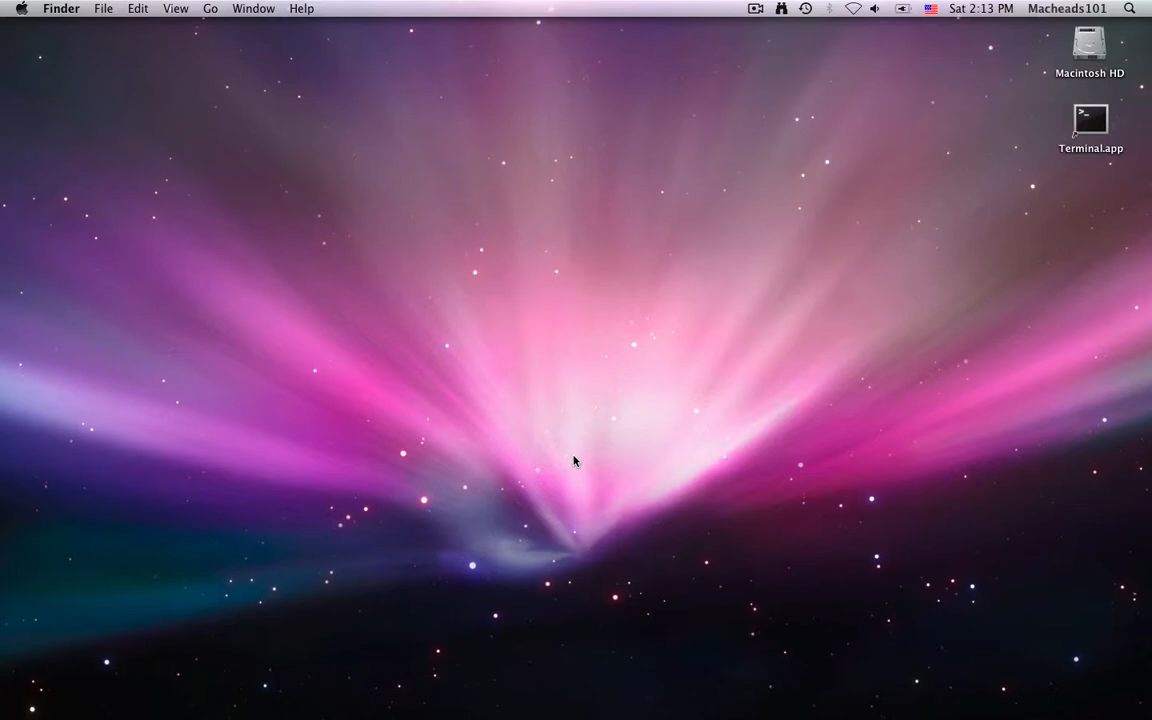 Finder File Edit View Go Window Help Sat 2:13 PM Macheads101
Macintosh HD
>_
Terminal.app